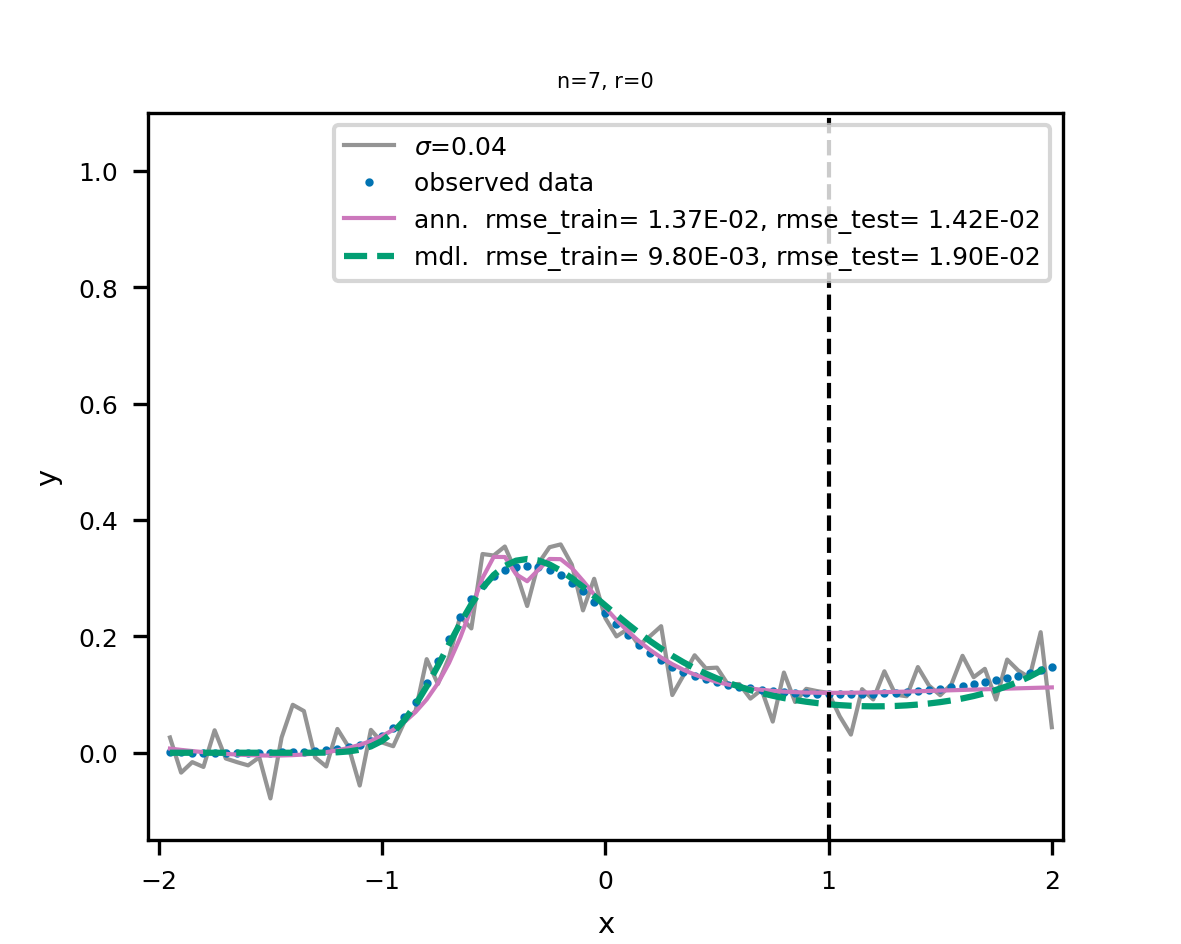 n=7, r=0
σ=0.04
observed data
ann.  rmse_train= 1.37E-02, rmse_test= 1.42E-02
mdl.  rmse_train= 9.80E-03, rmse_test= 1.90E-02
1.0
0.8
0.6
0.4
0.2
0.0
y
−2
−1
0
1
2
x